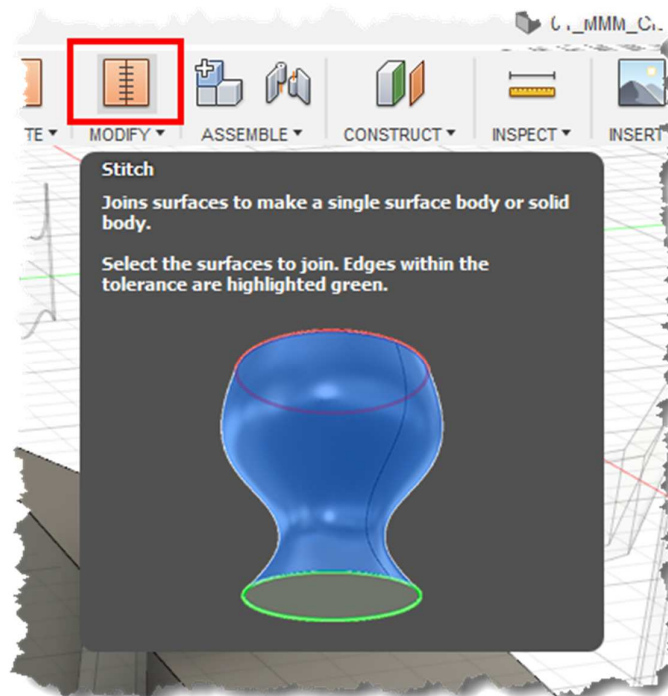 TE ▾ MODIFY ▾ ASSEMBLE ▾ CONSTRUCT ▾ INSPECT ▾ INSERT
Stitch
Joins surfaces to make a single surface body or solid
body.
Select the surfaces to join. Edges within the
tolerance are highlighted green.